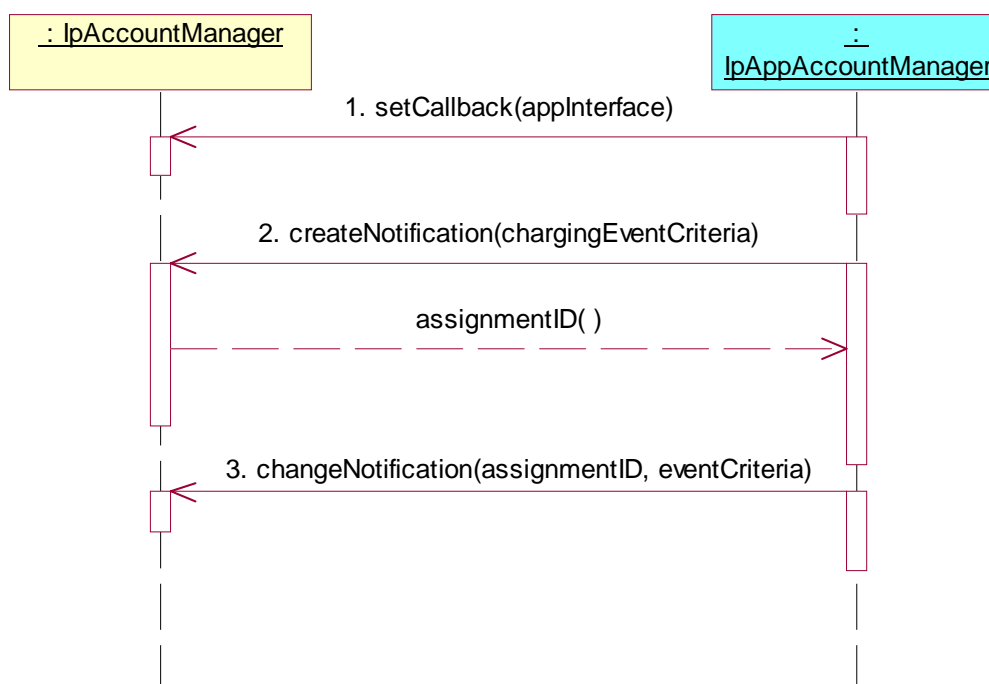 : IpAccountManager
:
IpAppAccountManager
1. setCallback(appInterface)
2. createNotification(chargingEventCriteria)
assignmentID( )
3. changeNotification(assignmentID, eventCriteria)